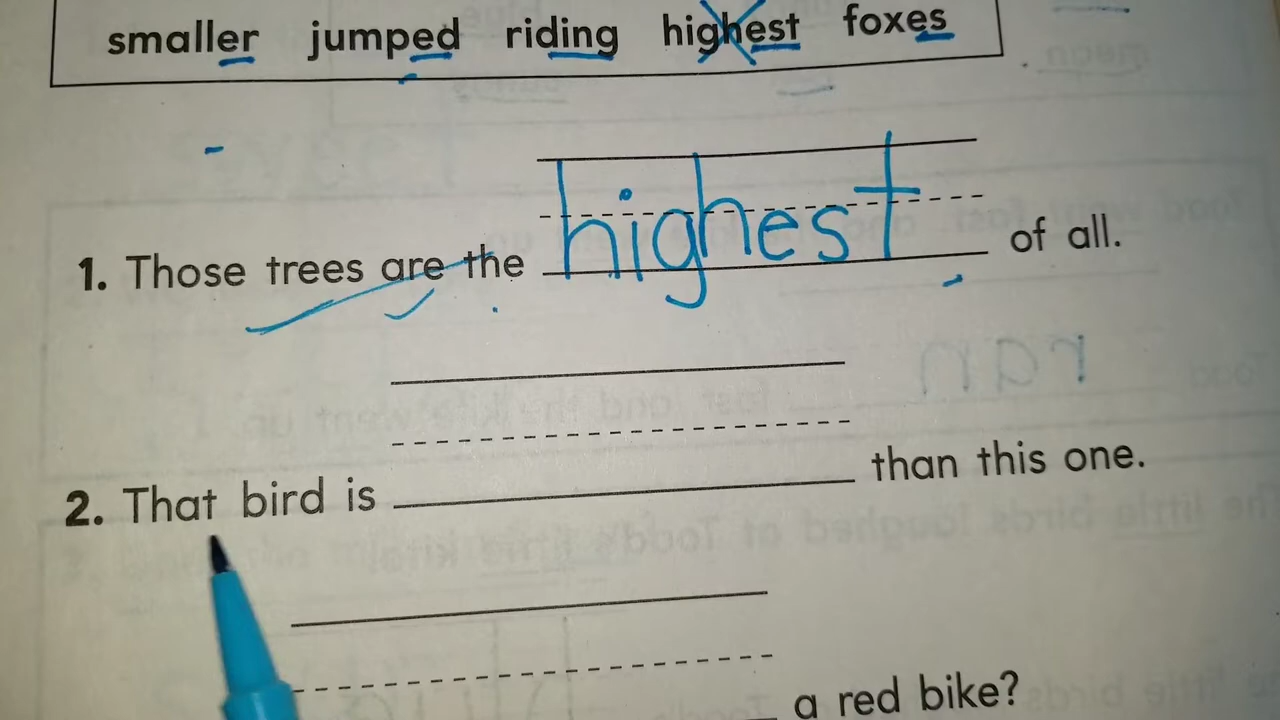 smaller jumped riding highest foxes
1. Those trees are the highest of all.
2. That bird is than this one.
a red bike?